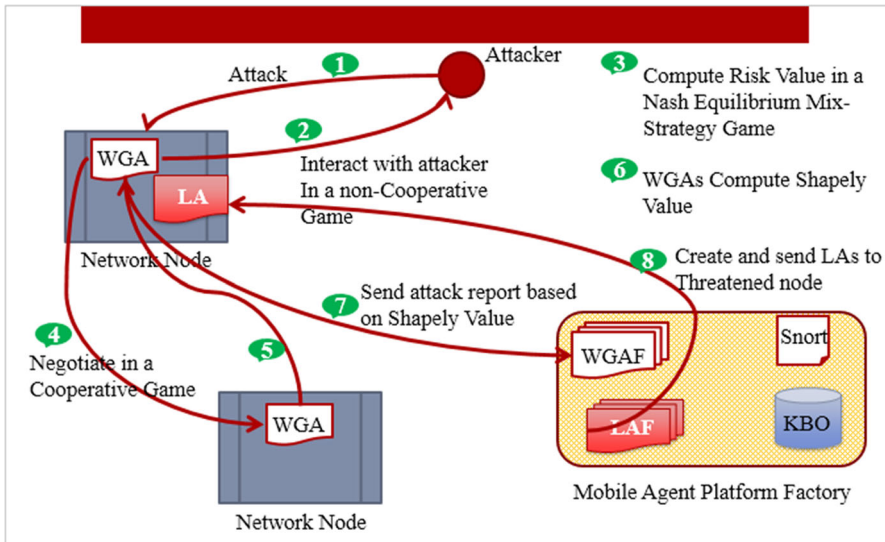 1
Attack
Attacker
2
Interact with attacker
In a non-Cooperative
Game
3
Compute Risk Value in a
Nash Equilibrium Mix-
Strategy Game
6
WGAs Compute Shapely
Value
WGA
LA
Network Node
8
Create and send LAs to
Threatened node
7
Send attack report based
on Shapely Value
4
Negotiate in a
Cooperative Game
5
WGA
Network Node
WGAF
Snort
LAF
KBO
Mobile Agent Platform Factory